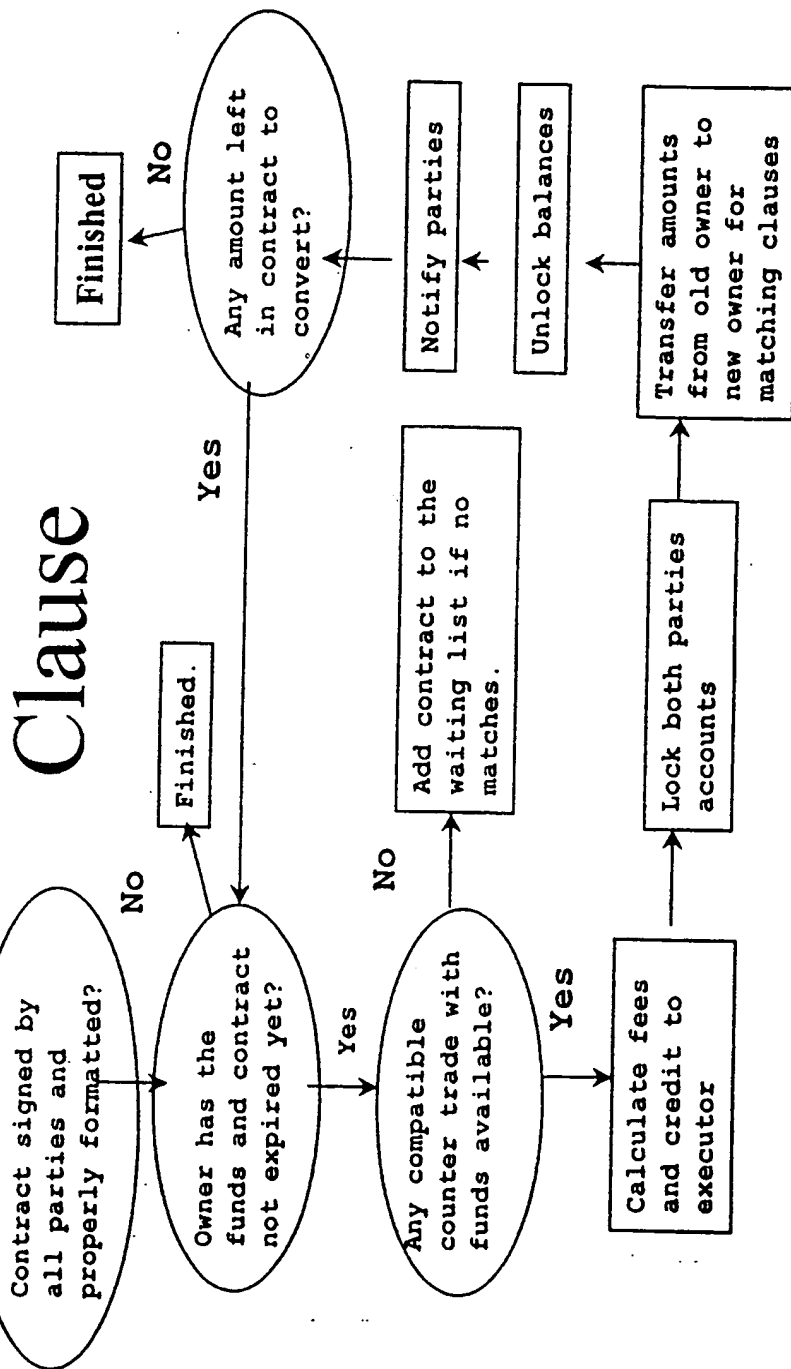 Clause
Contract signed by
all parties and
properly formatted?
No
Finished.
Owner has the
funds and contract
not expired yet?
Yes
Yes
Any compatible
counter trade with
funds available?
No
Add contract to the
waiting list if no
matches.
Yes
Calculate fees
and credit to
executor
Lock both parties
accounts
Transfer amounts
from old owner to
new owner for
matching clauses
Unlock balances
Notify parties
Any amount left
in contract to
convert?
No
Finished